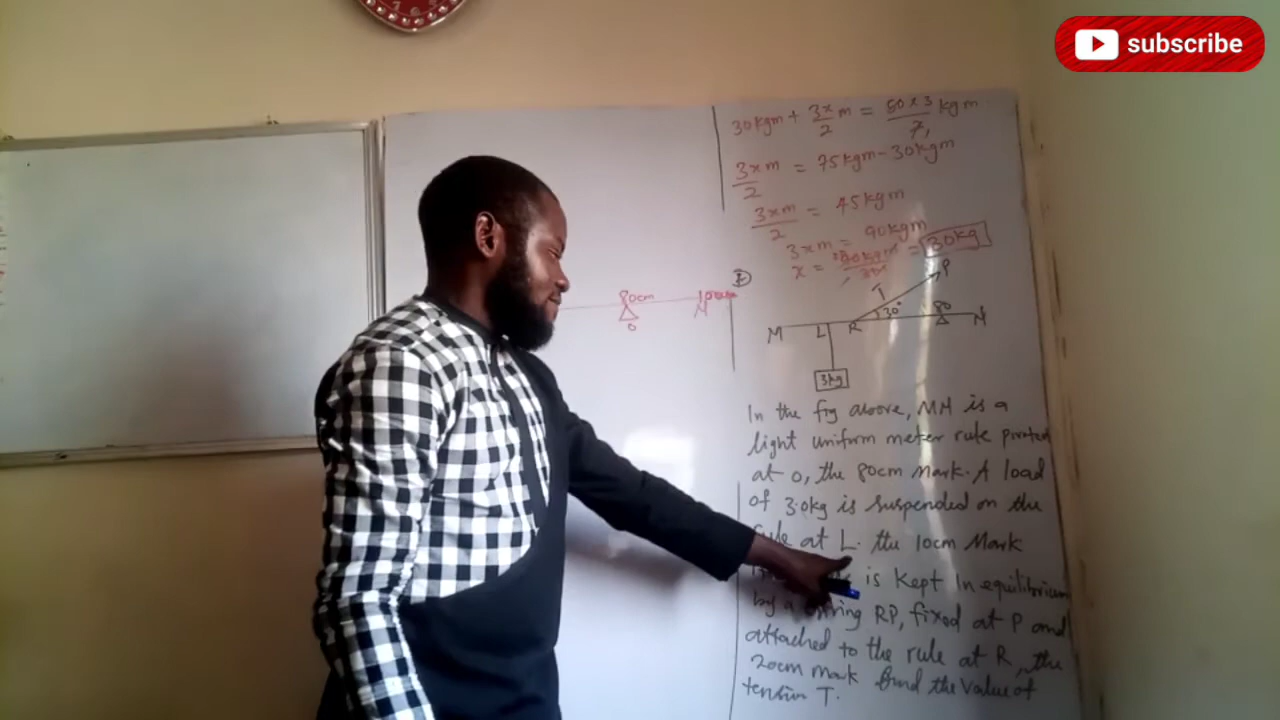 subscribe
30kgm + 3x/2 m = 50 x 3/2 kgm
3xm/2 = 75kgm - 30kgm
3xm/2 = 45kgm
3xm = 90kgm
x = = 30kg
80cm
O
M
P
T
30°
80
M L R N
3kg
In the fig above, MN is a
light uniform meter rule pivoted
at O, the 80cm Mark. A load
of 3.0kg is suspended on the
rule at L. the 10cm Mark
is kept In equilibrium
by a string RP, fixed at P and
attached to the rule at R, the
20cm mark find the value of
tension T.